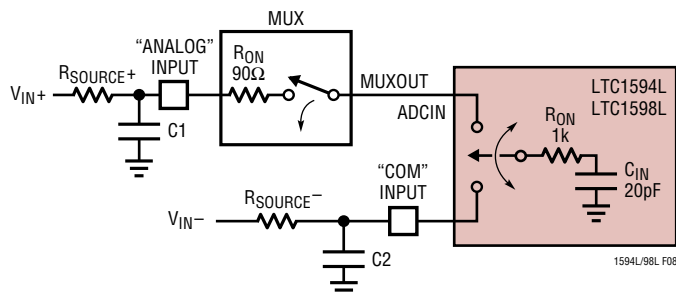 MUX
"ANALOG"
INPUT
RSOURCE+
VIN+
C1
RON
90Ω
MUXOUT
ADCIN
LTC1594L
LTC1598L
RON
1k
CIN
20pF
"COM"
INPUT
RSOURCE–
VIN–
C2
1594L/98L F08